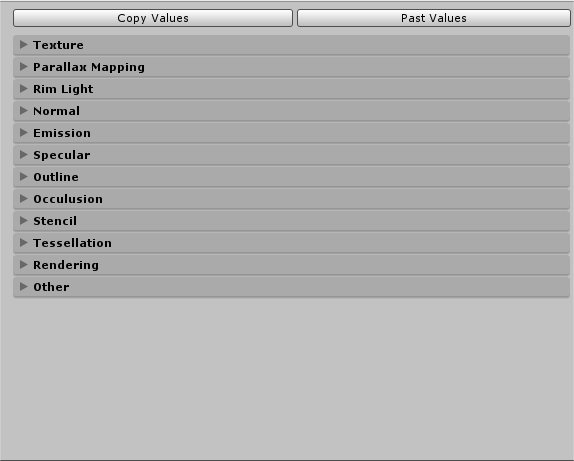 Copy Values Past Values
Texture
Parallax Mapping
Rim Light
Normal
Emission
Specular
Outline
Occulusion
Stencil
Tessellation
Rendering
Other